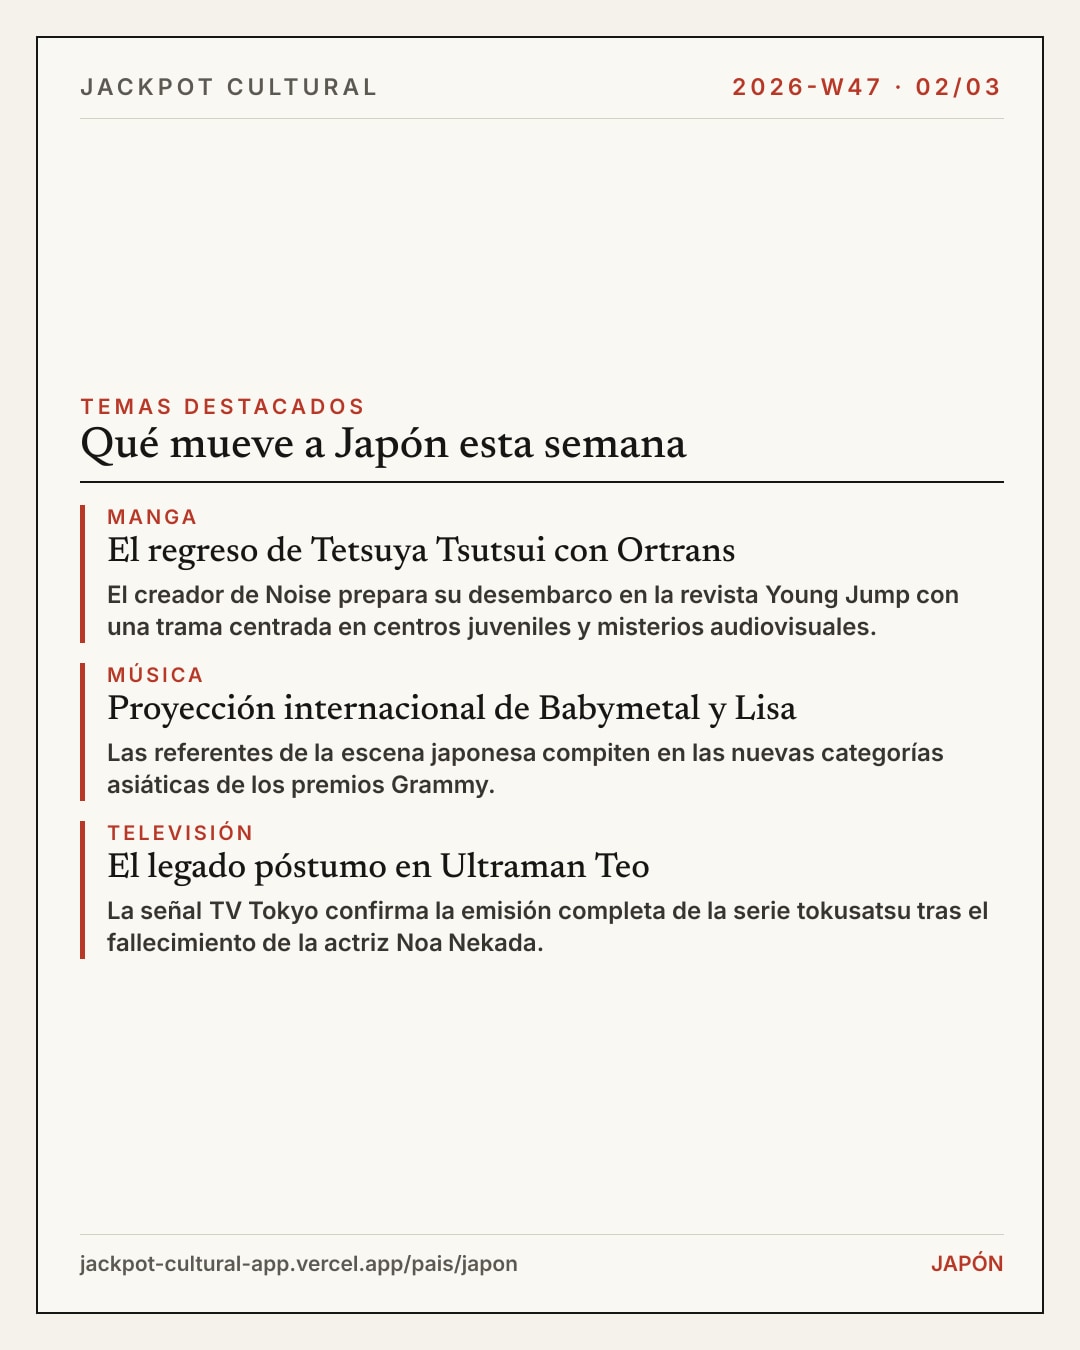 JACKPOT CULTURAL
2026-W47 · 02/03
TEMAS DESTACADOS
Qué mueve a Japón esta semana
MANGA
El regreso de Tetsuya Tsutsui con Ortrans
El creador de Noise prepara su desembarco en la revista Young Jump con
una trama centrada en centros juveniles y misterios audiovisuales.
MÚSICA
Proyección internacional de Babymetal y Lisa
Las referentes de la escena japonesa compiten en las nuevas categorías
asiáticas de los premios Grammy.
TELEVISIÓN
El legado póstumo en Ultraman Teo
La señal TV Tokyo confirma la emisión completa de la serie tokusatsu tras el
fallecimiento de la actriz Noa Nekada.
jackpot-cultural-app.vercel.app/pais/japon
JAPÓN